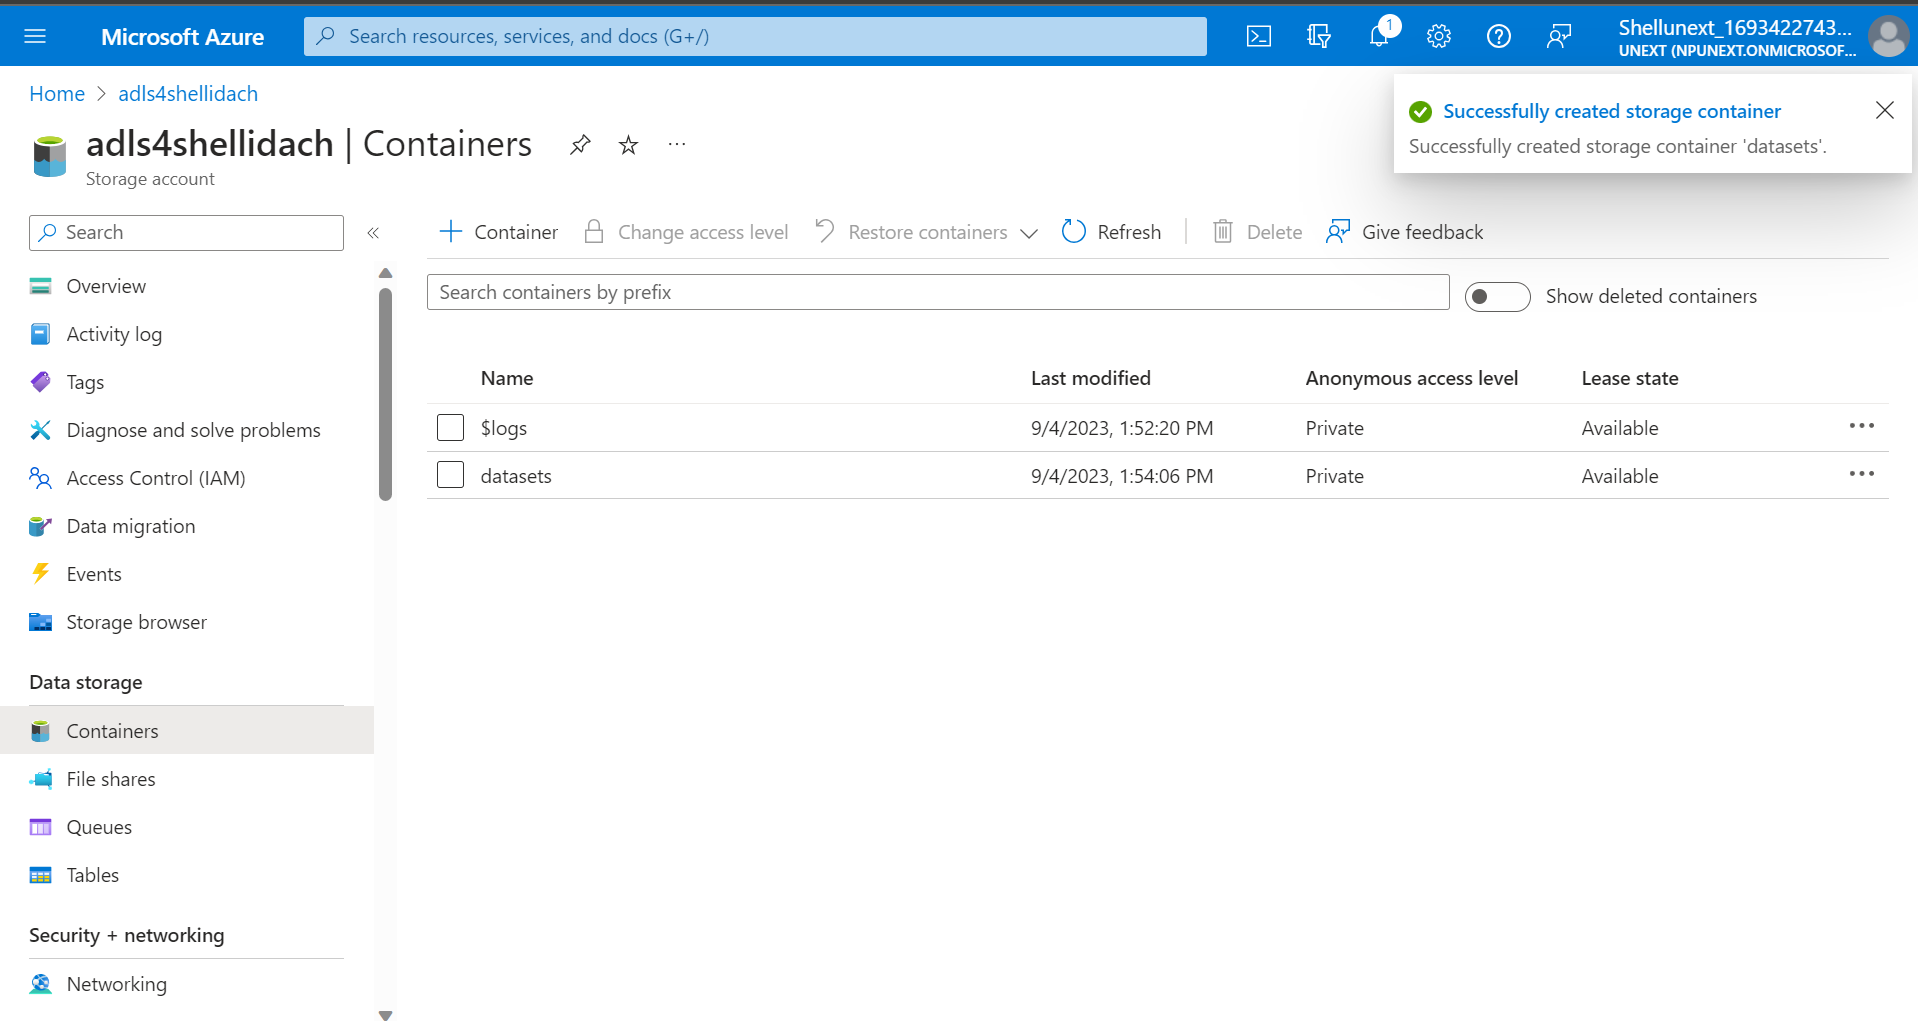 Microsoft Azure
Search resources, services, and docs (G+/)
1
Shellunext_1693422743...
UNEXT (NPUNEXT.ONMICROSOF...
Home > adls4shellidach
Successfully created storage container
Successfully created storage container 'datasets'.
adls4shellidach | Containers
Storage account
Search
Container
Change access level
Restore containers
Refresh
Delete
Give feedback
Search containers by prefix
Show deleted containers
Overview
Activity log
Tags
Diagnose and solve problems
Access Control (IAM)
Data migration
Events
Storage browser
Data storage
Containers
File shares
Queues
Tables
Security + networking
Networking
Name Last modified Anonymous access level Lease state
$logs 9/4/2023, 1:52:20 PM Private Available
datasets 9/4/2023, 1:54:06 PM Private Available